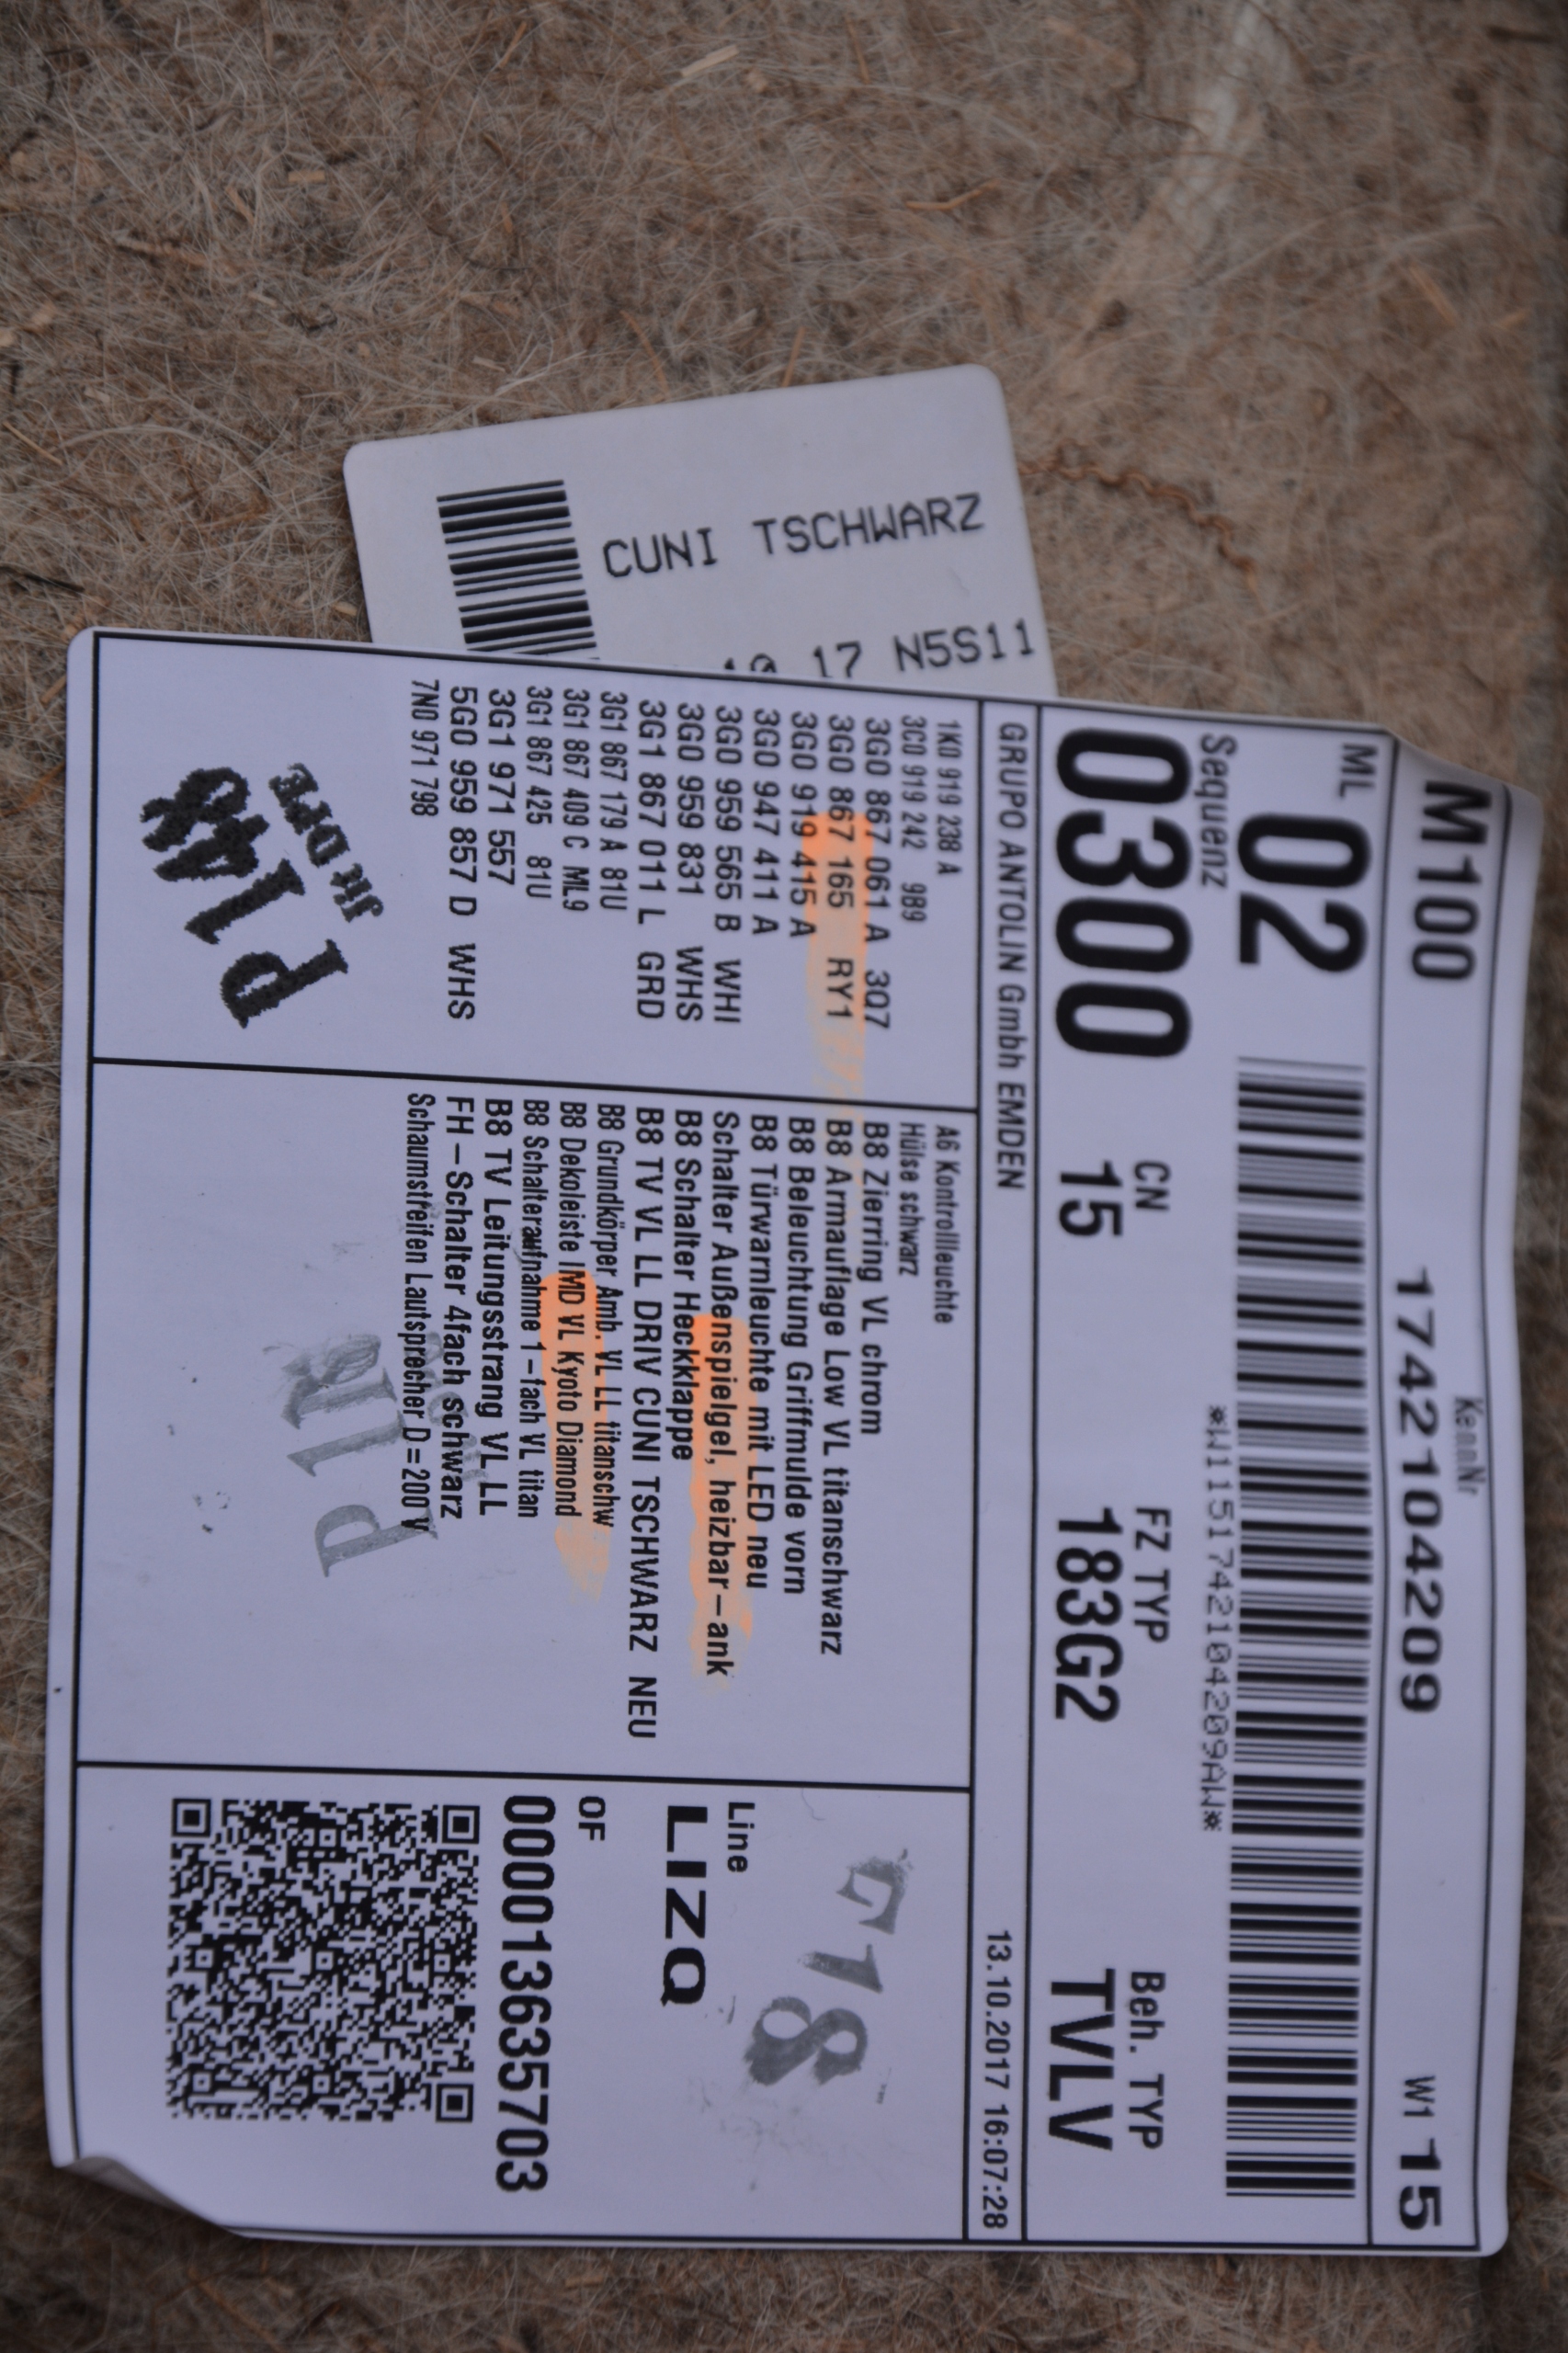 CUNI TSCHWARZ
17 N5S11
M100
KennNr
1742104209
W1 15
ML
02
Sequenz
0300
*W1151742104209AW*
CN
15
FZ TYP
183G2
Beh. TYP
TVLV
GRUPO ANTOLIN Gmbh EMDEN
13.10.2017 16:07:28
1K0 919 238 A
3C0 919 242 9B9
3G0 867 061 A 3Q7
3G0 867 165 RY1
3G0 919 415 A
3G0 947 411 A
3G0 959 565 B WHI
3G0 959 831 WHS
3G1 867 011 L GRD
3G1 867 179 A 81U
3G1 867 409 C ML9
3G1 867 425 81U
3G1 971 557
5G0 959 857 D WHS
7N0 971 798
A6 Kontrollleuchte
Hülse schwarz
B8 Zierring VL chrom
B8 Armauflage Low VL titanschwarz
B8 Beleuchtung Griffmulde vorn
B8 Türwarnleuchte mit LED neu
Schalter Außenspielgel, heizbar-ank
B8 Schalter Heckklappe
B8 TV VL LL DRIV CUNI TSCHWARZ NEU
B8 Grundkörper Amb. VL LL titanschw
B8 Dekoleiste IMD VL Kyoto Diamond
B8 Schalteraufnahme 1-fach VL titan
B8 TV Leitungsstrang VL LL
FH-Schalter 4fach schwarz
Schaumstreifen Lautsprecher D=200 V
G18
Line
LIZQ
OF
000013635703